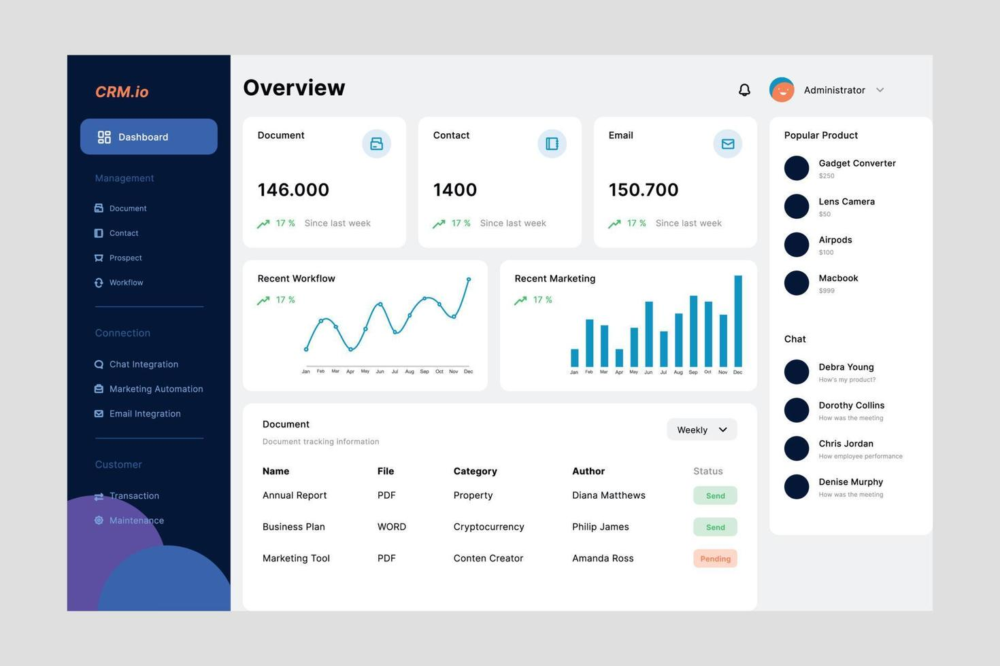 CRM.io
Dashboard
Management
Document
Contact
Prospect
Workflow
Connection
Chat Integration
Marketing Automation
Email Integration
Customer
Transaction
Maintenance
Overview
Administrator
Document
146.000
17 % Since last week
Contact
1400
17 % Since last week
Email
150.700
17 % Since last week
Recent Workflow
17 %
Jan Feb Mar Apr May Jun Jul Aug Sep Oct Nov Dec
Recent Marketing
17 %
Jan Feb Mar Apr May Jun Jul Aug Sep Oct Nov Dec
Document
Document tracking information
Weekly
Name File Category Author Status
Annual Report PDF Property Diana Matthews Send
Business Plan WORD Cryptocurrency Philip James Send
Marketing Tool PDF Conten Creator Amanda Ross Pending
Popular Product
Gadget Converter
$250
Lens Camera
$50
Airpods
$100
Macbook
$999
Chat
Debra Young
How's my product?
Dorothy Collins
How was the meeting
Chris Jordan
How employee performance
Denise Murphy
How was the meeting